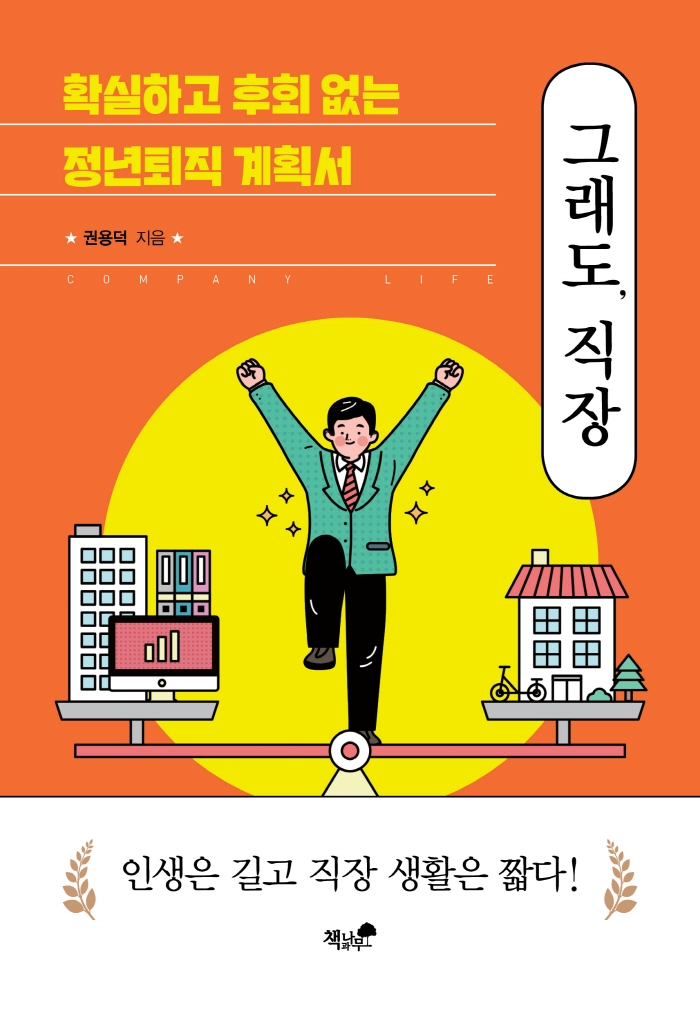 확실하고 후회 없는
정년퇴직 계획서
★ 권용덕 지음 ★
COMPANY LIFE
그래도, 직장
인생은 길고 직장 생활은 짧다!
책과나무